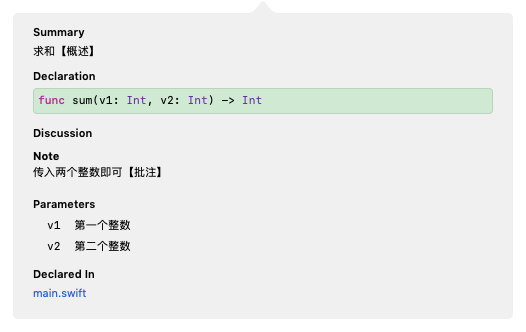 Summary
求和【概述】
Declaration
func sum(v1: Int, v2: Int) -> Int
Discussion
Note
传入两个整数即可【批注】
Parameters
v1 第一个整数
v2 第二个整数
Declared In
main.swift